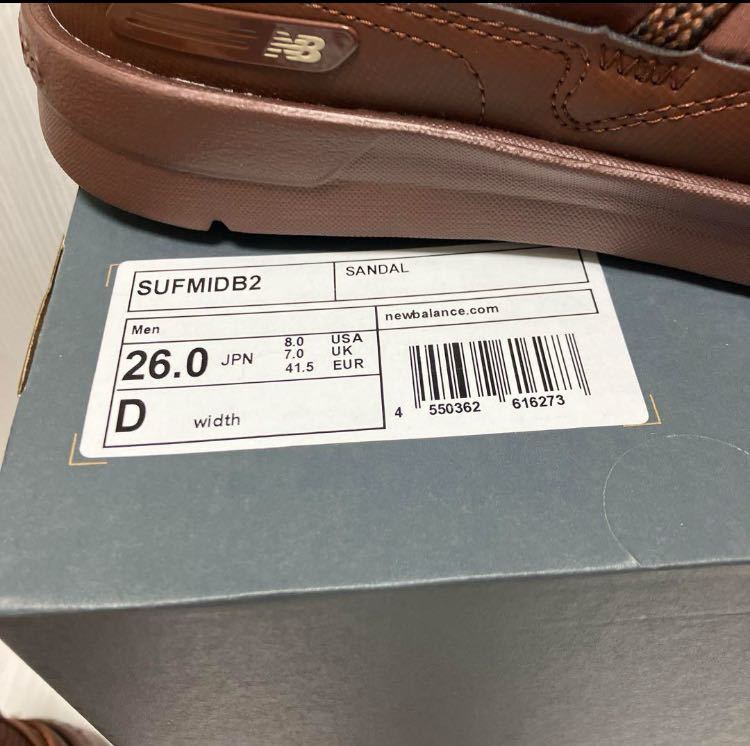 NB
SUFMIDB2
SANDAL
Men
newbalance.com
26.0 JPN
8.0 USA
7.0 UK
41.5 EUR
D width
4 550362 616273